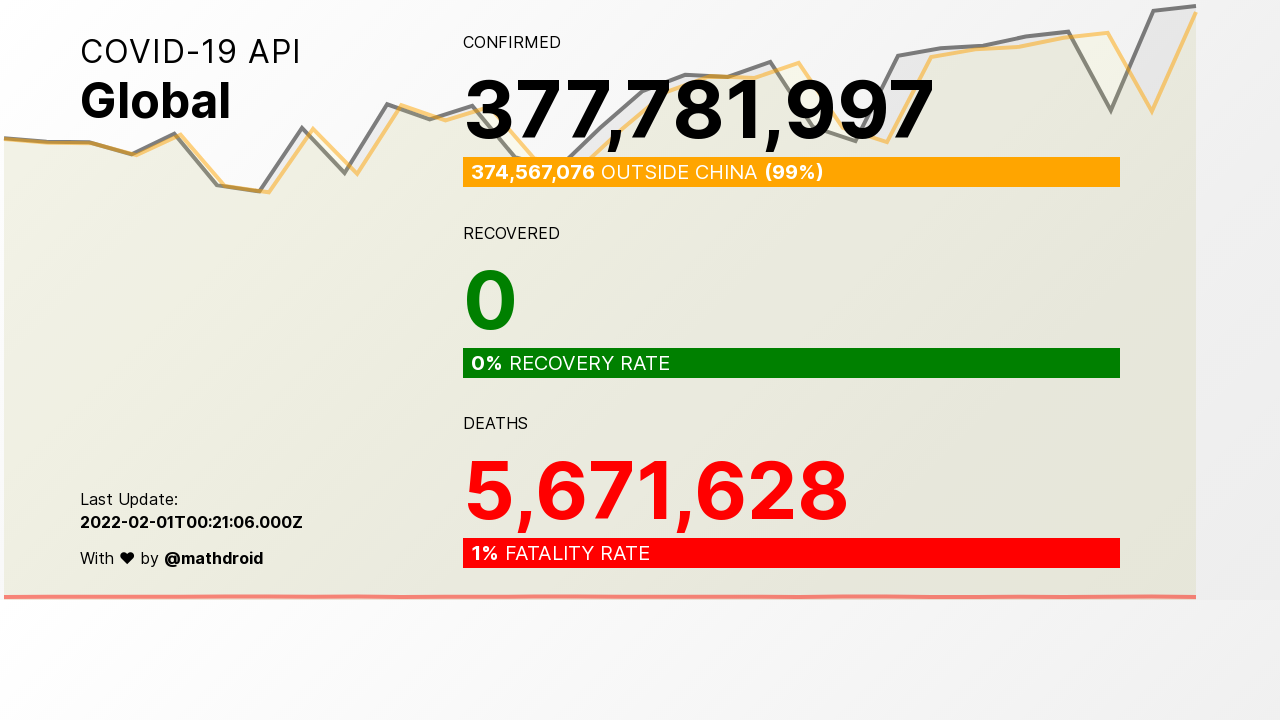 COVID-19 API
Global
CONFIRMED
377,781,997
374,567,076 OUTSIDE CHINA (99%)
RECOVERED
0
0% RECOVERY RATE
DEATHS
5,671,628
1% FATALITY RATE
Last Update:
2022-02-01T00:21:06.000Z
With ♥ by @mathdroid